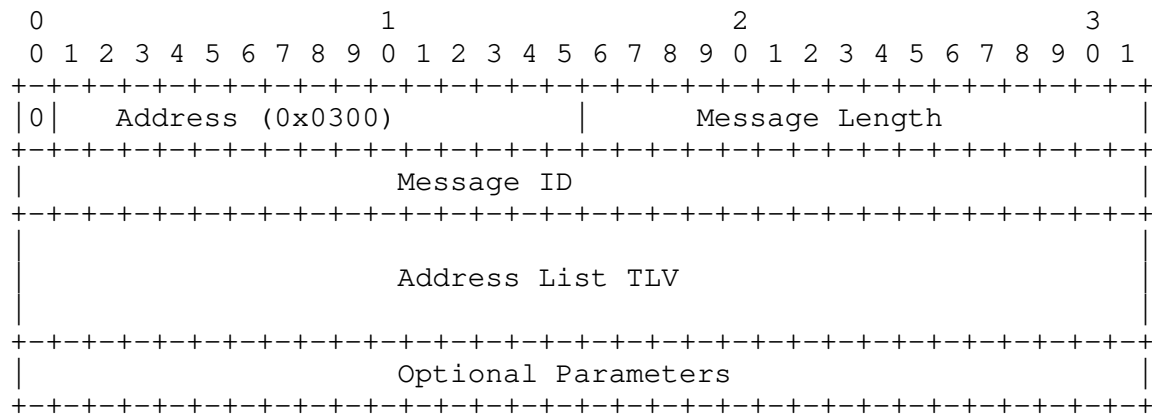 0                   1                   2                   3
 0 1 2 3 4 5 6 7 8 9 0 1 2 3 4 5 6 7 8 9 0 1 2 3 4 5 6 7 8 9 0 1
+-+-+-+-+-+-+-+-+-+-+-+-+-+-+-+-+-+-+-+-+-+-+-+-+-+-+-+-+-+-+-+-+
|0|   Address (0x0300)          |      Message Length           |
+-+-+-+-+-+-+-+-+-+-+-+-+-+-+-+-+-+-+-+-+-+-+-+-+-+-+-+-+-+-+-+-+
|                     Message ID                                |
+-+-+-+-+-+-+-+-+-+-+-+-+-+-+-+-+-+-+-+-+-+-+-+-+-+-+-+-+-+-+-+-+
|                                                               |
|                     Address List TLV                          |
|                                                               |
+-+-+-+-+-+-+-+-+-+-+-+-+-+-+-+-+-+-+-+-+-+-+-+-+-+-+-+-+-+-+-+-+
|                     Optional Parameters                       |
+-+-+-+-+-+-+-+-+-+-+-+-+-+-+-+-+-+-+-+-+-+-+-+-+-+-+-+-+-+-+-+-+